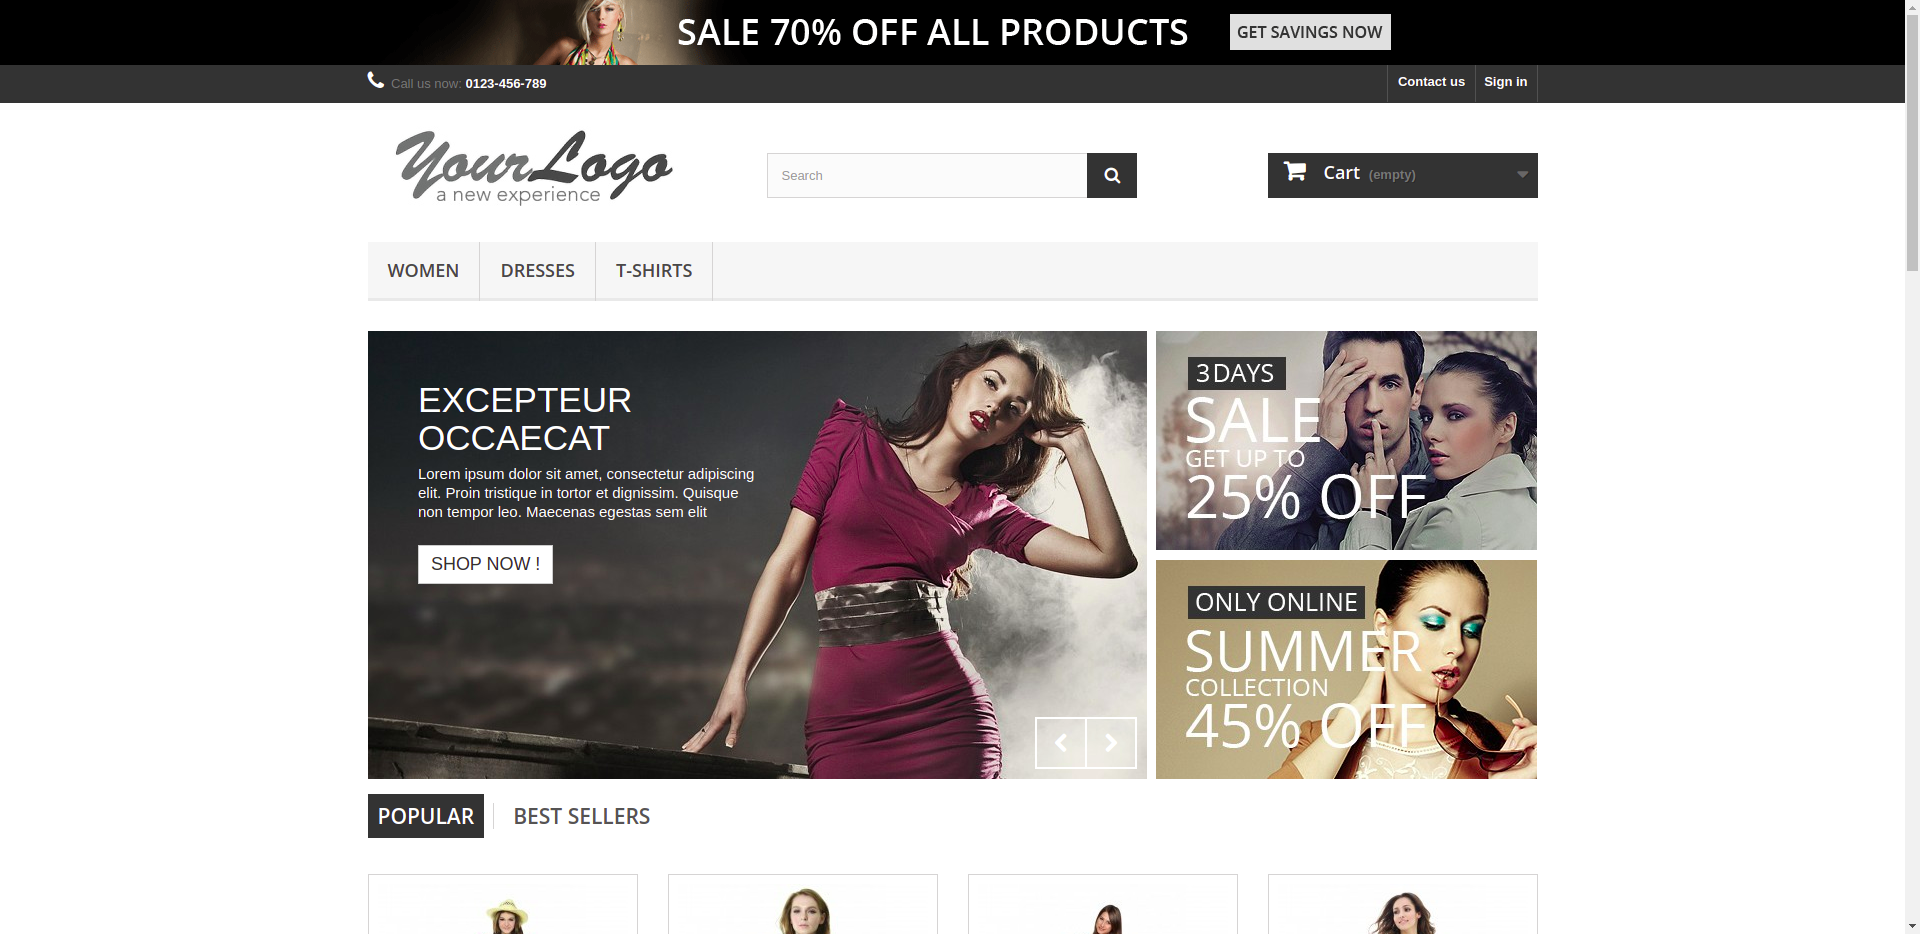 SALE 70% OFF ALL PRODUCTS
GET SAVINGS NOW
Call us now: 0123-456-789
Contact us
Sign in
YourLogo
a new experience
Search
Cart (empty)
WOMEN
DRESSES
T-SHIRTS
EXCEPTEUR
OCCAECAT
Lorem ipsum dolor sit amet, consectetur adipiscing
elit. Proin tristique in tortor et dignissim. Quisque
non tempor leo. Maecenas egestas sem elit
SHOP NOW !
3 DAYS
SALE
GET UP TO
25% OFF
ONLY ONLINE
SUMMER
COLLECTION
45% OFF
POPULAR
BEST SELLERS